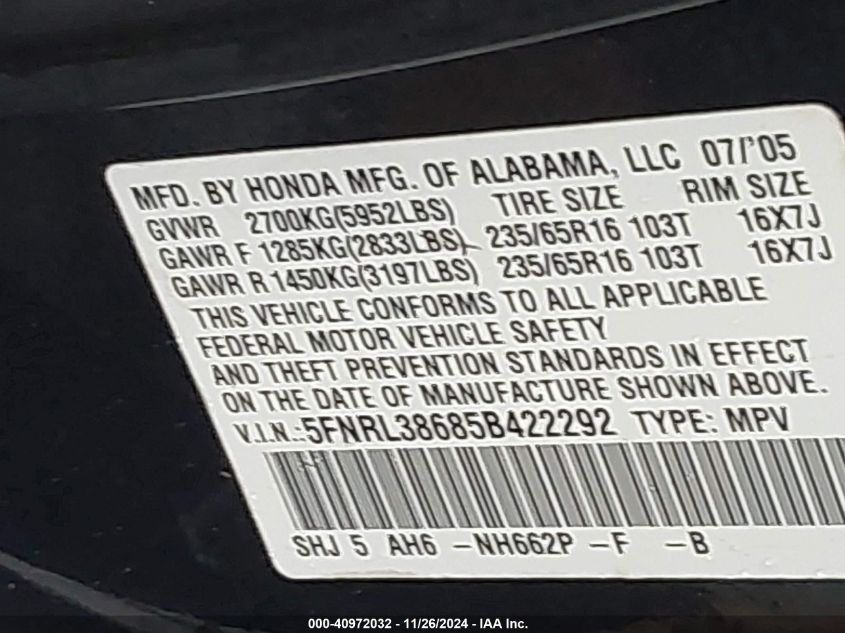 MFD. BY HONDA MFG. OF ALABAMA, LLC 07/'05
GVWR 2700KG(5952LBS) TIRE SIZE RIM SIZE
GAWR F 1285KG(2833LBS) 235/65R16 103T 16X7J
GAWR R 1450KG(3197LBS) 235/65R16 103T 16X7J
THIS VEHICLE CONFORMS TO ALL APPLICABLE
FEDERAL MOTOR VEHICLE SAFETY
AND THEFT PREVENTION STANDARDS IN EFFECT
ON THE DATE OF MANUFACTURE SHOWN ABOVE.
V.I.N.:5FNRL38685B422292 TYPE: MPV
SHJ 5 AH6 -NH662P -F -B
000-40972032 - 11/26/2024 - IAA Inc.